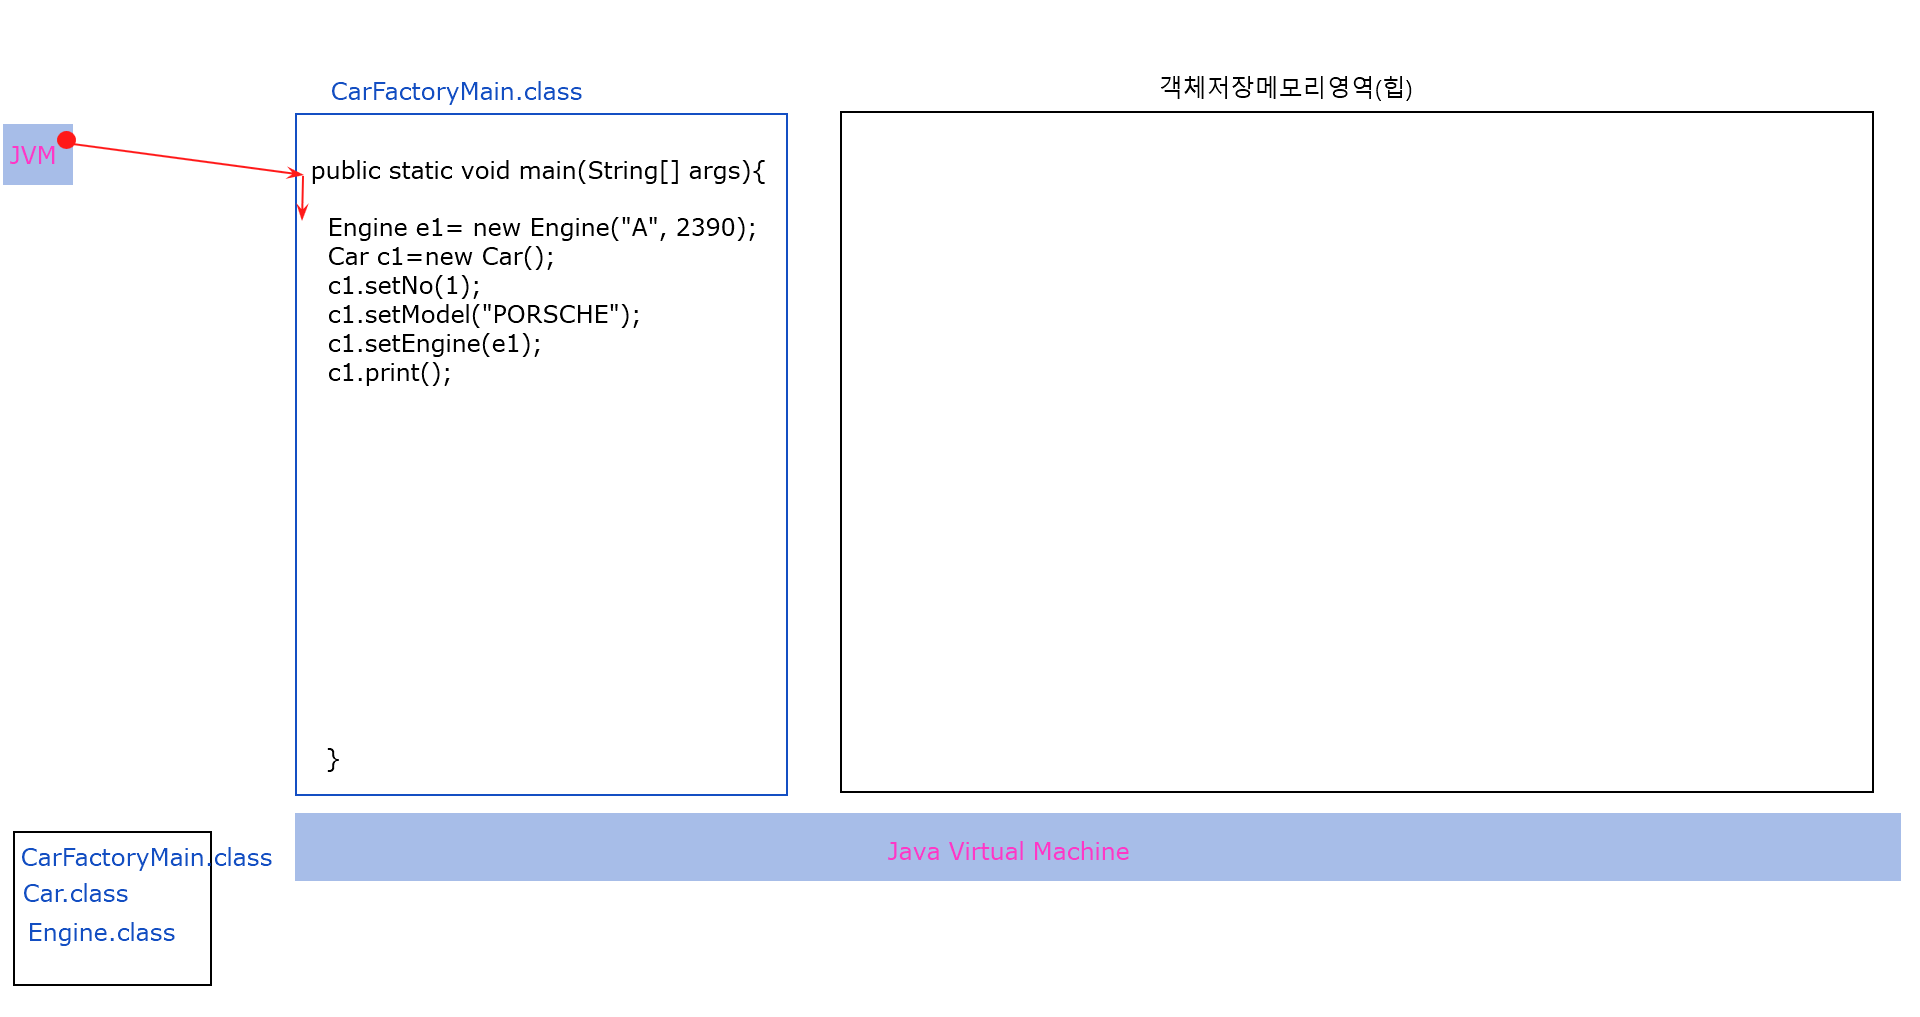 CarFactoryMain.class
객체저장메모리영역(힙)
JVM
public static void main(String[] args){
Engine e1= new Engine("A", 2390);
Car c1=new Car();
c1.setNo(1);
c1.setModel("PORSCHE");
c1.setEngine(e1);
c1.print();
}
Java Virtual Machine
CarFactoryMain.class
Car.class
Engine.class